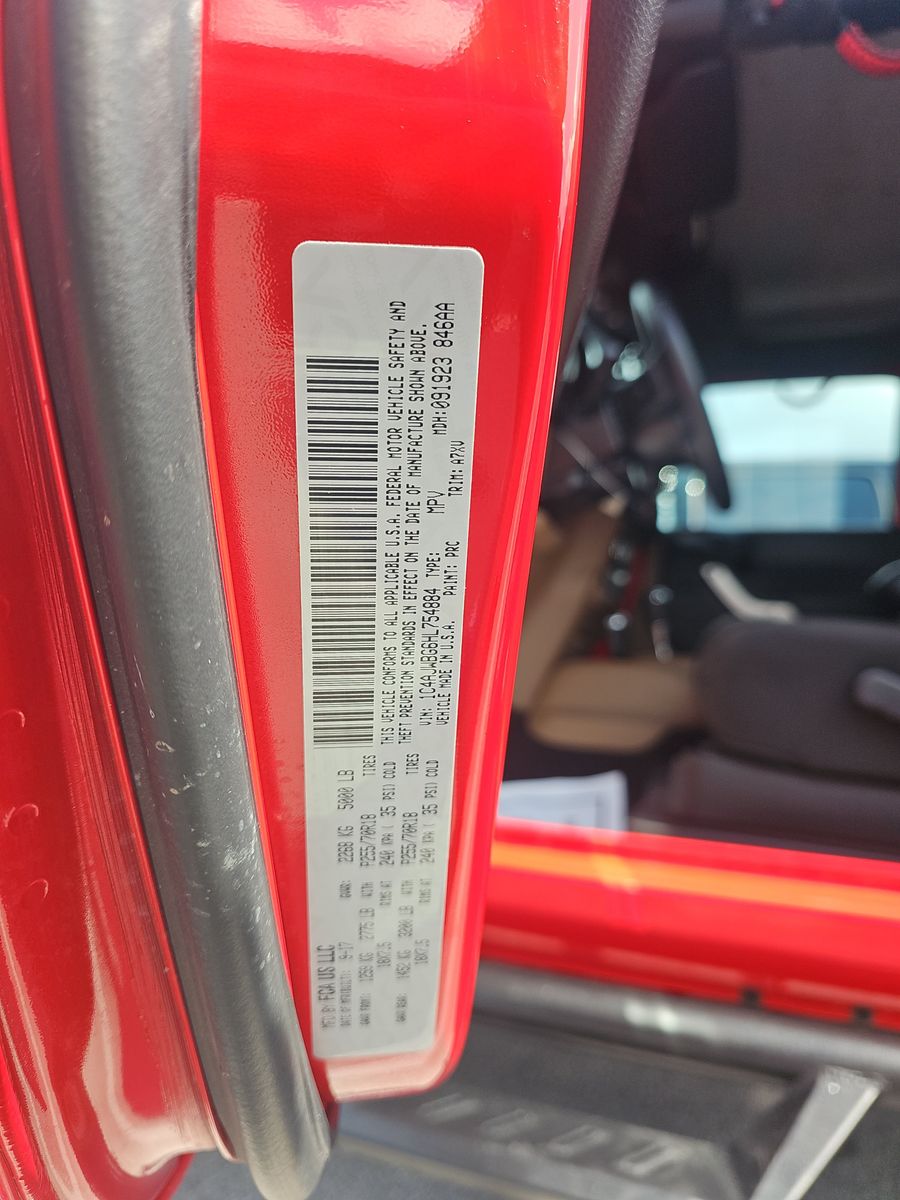 MFD BY FCA US LLC
DATE OF MFR 9-17 GVWR: 2268 KG 5000 LB
GAWR FRONT: 1259 KG 2775 LB WITH P255/70R18 TIRES
18X7.5 RIMS AT 240 KPA ( 35 PSI) COLD
GAWR REAR: 1452 KG 3200 LB WITH P255/70R18 TIRES
18X7.5 RIMS AT 240 KPA ( 35 PSI) COLD
THIS VEHICLE CONFORMS TO ALL APPLICABLE U.S.A. FEDERAL MOTOR VEHICLE SAFETY AND
THEFT PREVENTION STANDARDS IN EFFECT ON THE DATE OF MANUFACTURE SHOWN ABOVE.
VIN: 1C4AJWBG6HL754884 TYPE: MPV MDH:091923 846AA
VEHICLE MADE IN U.S.A. PAINT: PRC TRIM: A7XV